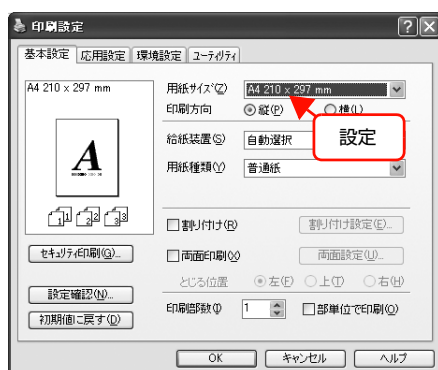 印刷設定
基本設定 応用設定 環境設定 ユーティリティ
A4 210 x 297 mm
用紙サイズ(Z) A4 210 x 297 mm
印刷方向 縦(P) 横(L)
給紙装置(S) 自動選択
設定
用紙種類(Y) 普通紙
A
1 1 2 2 3 3
割り付け(R) 割り付け設定(E)...
セキュリティ印刷(G)... 両面印刷(X) 両面設定(U)...
とじる位置 左(F) 上(T) 右(H)
設定確認(N)...
印刷部数(I) 1 部単位で印刷(O)
初期値に戻す(D)
OK キャンセル ヘルプ